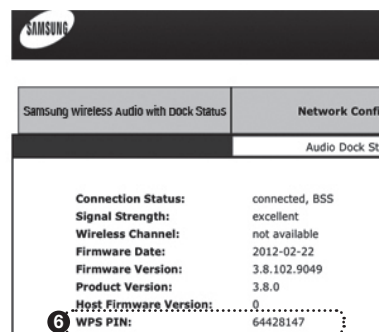 SAMSUNG
Samsung Wireless Audio with Dock Status
Network Confi
Audio Dock St
Connection Status: connected, BSS
Signal Strength: excellent
Wireless Channel: not available
Firmware Date: 2012-02-22
Firmware Version: 3.8.102.9049
Product Version: 3.8.0
Host Firmware Version: 0
6 WPS PIN: 64428147